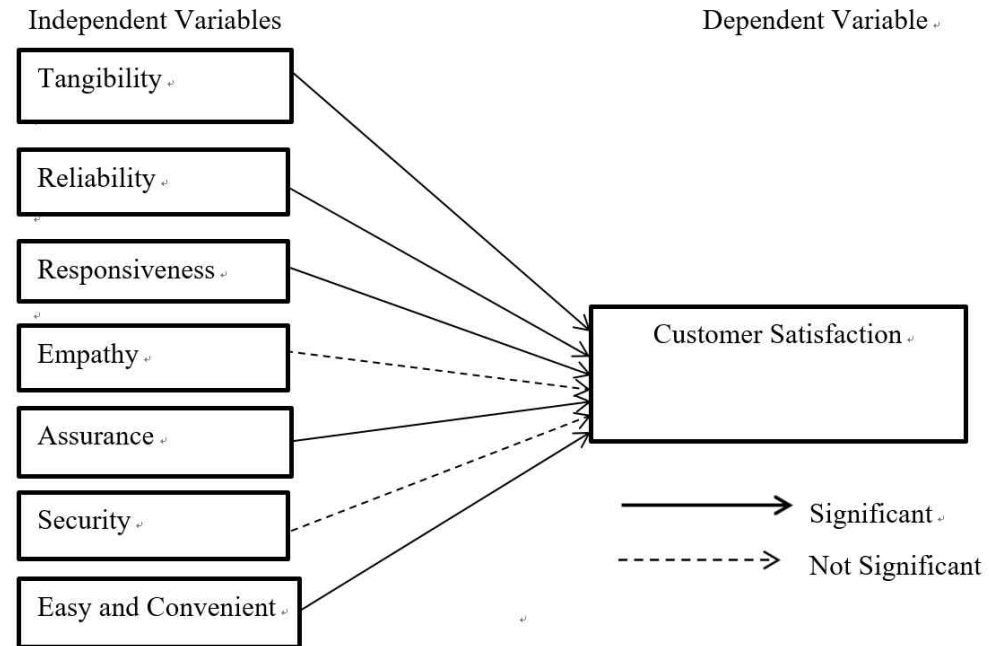 Independent Variables
Dependent Variable
Tangibility
Reliability
Responsiveness
Empathy
Assurance
Security
Easy and Convenient
Customer Satisfaction
Significant
Not Significant